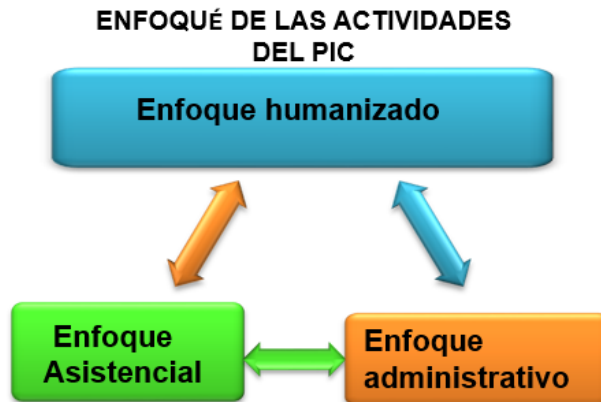 ENFOQUÉ DE LAS ACTIVIDADES
DEL PIC
Enfoque humanizado
Enfoque
Asistencial
Enfoque
administrativo